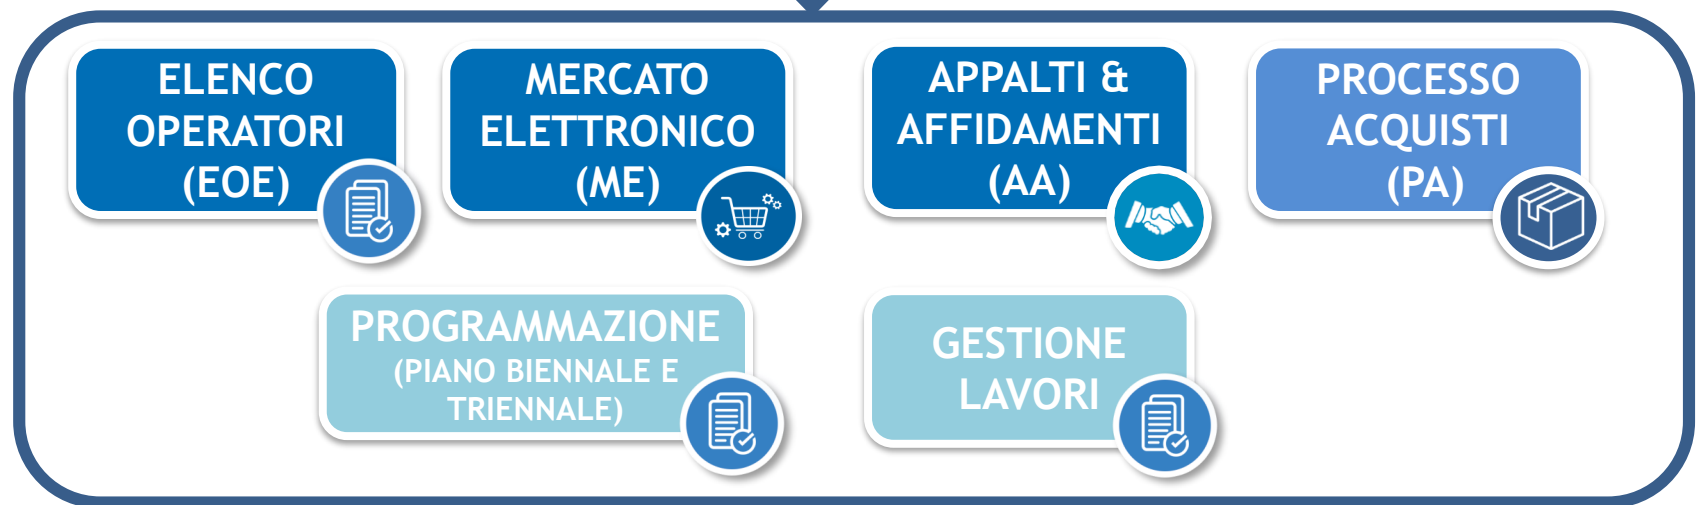 ELENCO
OPERATORI
(EOE)
MERCATO
ELETTRONICO
(ME)
APPALTI &
AFFIDAMENTI
(AA)
PROCESSO
ACQUISTI
(PA)
PROGRAMMAZIONE
(PIANO BIENNALE E
TRIENNALE)
GESTIONE
LAVORI